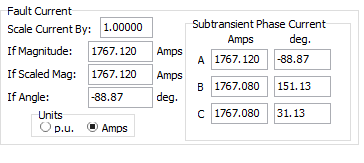 Fault Current
Scale Current By: 1.00000
If Magnitude: 1767.120 Amps
If Scaled Mag: 1767.120 Amps
If Angle: -88.87 deg.
Units
p.u. Amps
Subtransient Phase Current
Amps deg.
A 1767.120 -88.87
B 1767.080 151.13
C 1767.080 31.13